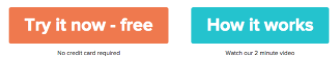 Try it now - free
How it works
No credit card required
Watch our 2 minute video